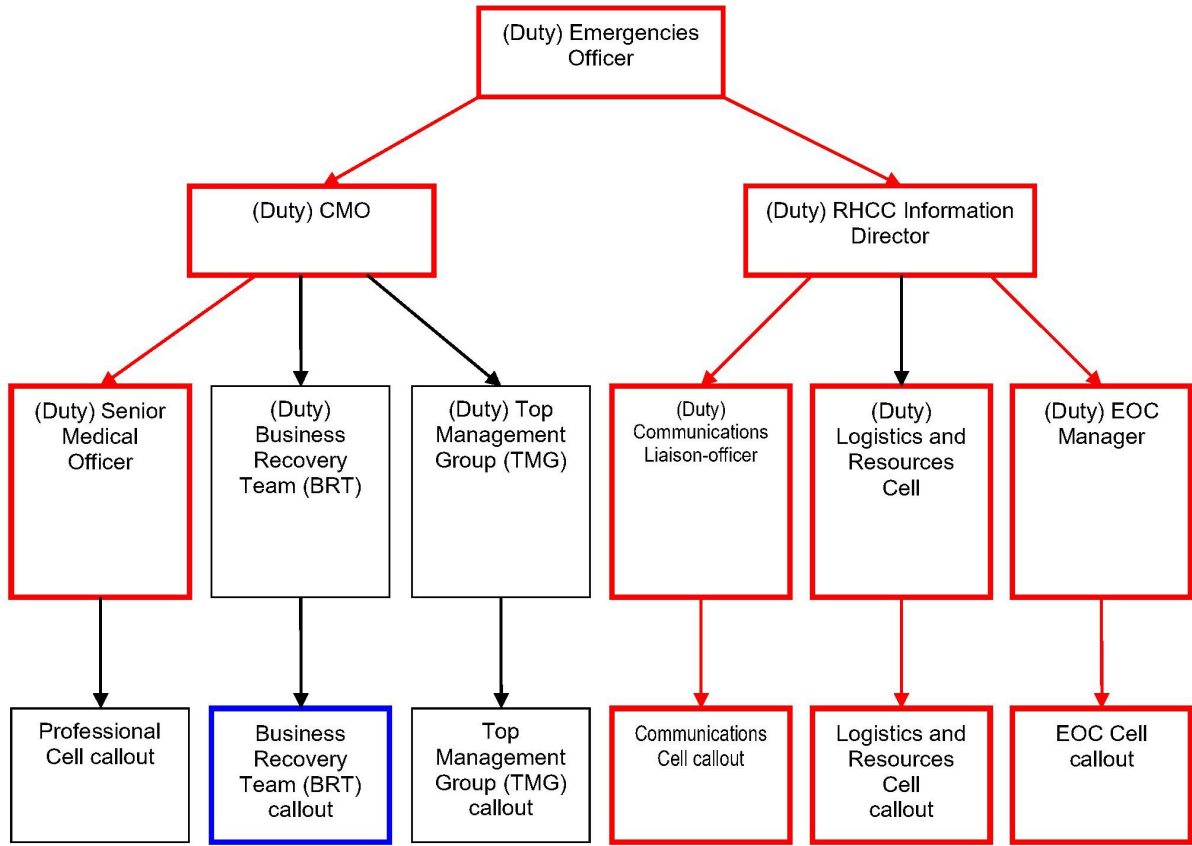 (Duty) Emergencies
Officer
(Duty) CMO
(Duty) RHCC Information
Director
(Duty) Senior
Medical
Officer
(Duty)
Business
Recovery
Team (BRT)
(Duty) Top
Management
Group (TMG)
(Duty)
Communications
Liaison-officer
(Duty)
Logistics and
Resources
Cell
(Duty) EOC
Manager
Professional
Cell callout
Business
Recovery
Team (BRT)
callout
Top
Management
Group (TMG)
callout
Communications
Cell callout
Logistics and
Resources
Cell
callout
EOC Cell
callout